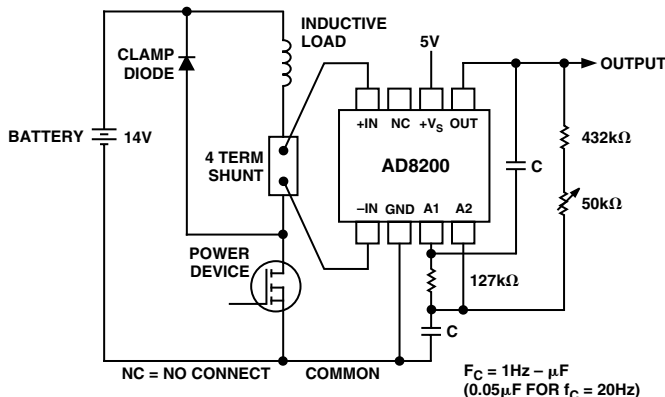 INDUCTIVE
LOAD
CLAMP
DIODE
5V
OUTPUT
+IN NC +VS OUT
BATTERY 14V
4 TERM
SHUNT
AD8200
C
432kΩ
50kΩ
–IN GND A1 A2
POWER
DEVICE
127kΩ
C
NC = NO CONNECT COMMON
FC = 1Hz – μF
(0.05μF FOR fC = 20Hz)